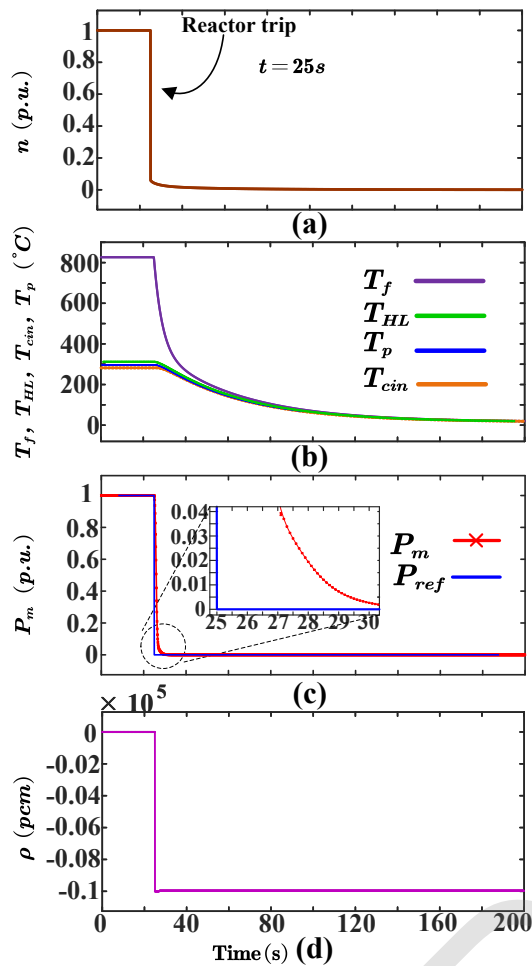 Reactor trip
t = 25s
n (p.u.)
1
0.8
0.6
0.4
0.2
0
(a)
T_f, T_HL, T_cin, T_p (°C)
800
600
400
200
0
T_f
T_HL
T_p
T_cin
(b)
P_m (p.u.)
1
0.8
0.6
0.4
0.2
0
0.04
0.03
0.02
0.01
0
25 26 27 28 29 30
P_m
P_ref
(c)
× 10^5
ρ (pcm)
0
-0.02
-0.04
-0.06
-0.08
-0.1
0 40 80 120 160 200
Time(s)
(d)